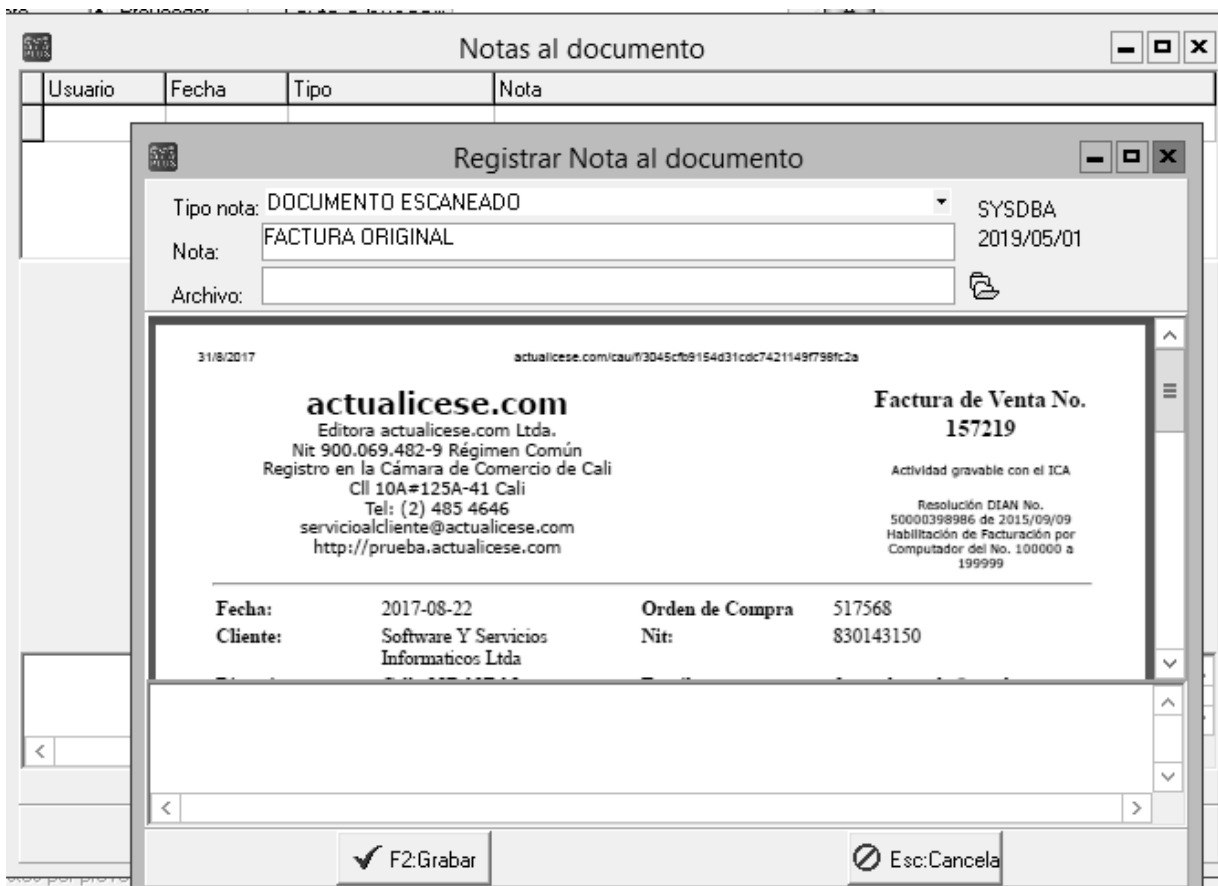 Notas al documento
Usuario Fecha Tipo Nota
Registrar Nota al documento
Tipo nota: DOCUMENTO ESCANEADO
SYSDBA
Nota: FACTURA ORIGINAL
2019/05/01
Archivo:
31/8/2017 actualicese.com/cau/f/3045cfb9154d31cdc7421149f798fc2a
actualicese.com
Editora actualicese.com Ltda.
Nit 900.069.482-9 Régimen Común
Registro en la Cámara de Comercio de Cali
Cll 10A#125A-41 Cali
Tel: (2) 485 4646
servicioalcliente@actualicese.com
http://prueba.actualicese.com
Factura de Venta No.
157219
Actividad gravable con el ICA
Resolución DIAN No.
50000398986 de 2015/09/09
Habilitación de Facturación por
Computador del No. 100000 a
199999
Fecha: 2017-08-22 Orden de Compra 517568
Cliente: Software Y Servicios Nit: 830143150
Informaticos Ltda
F2:Grabar Esc:Cancela